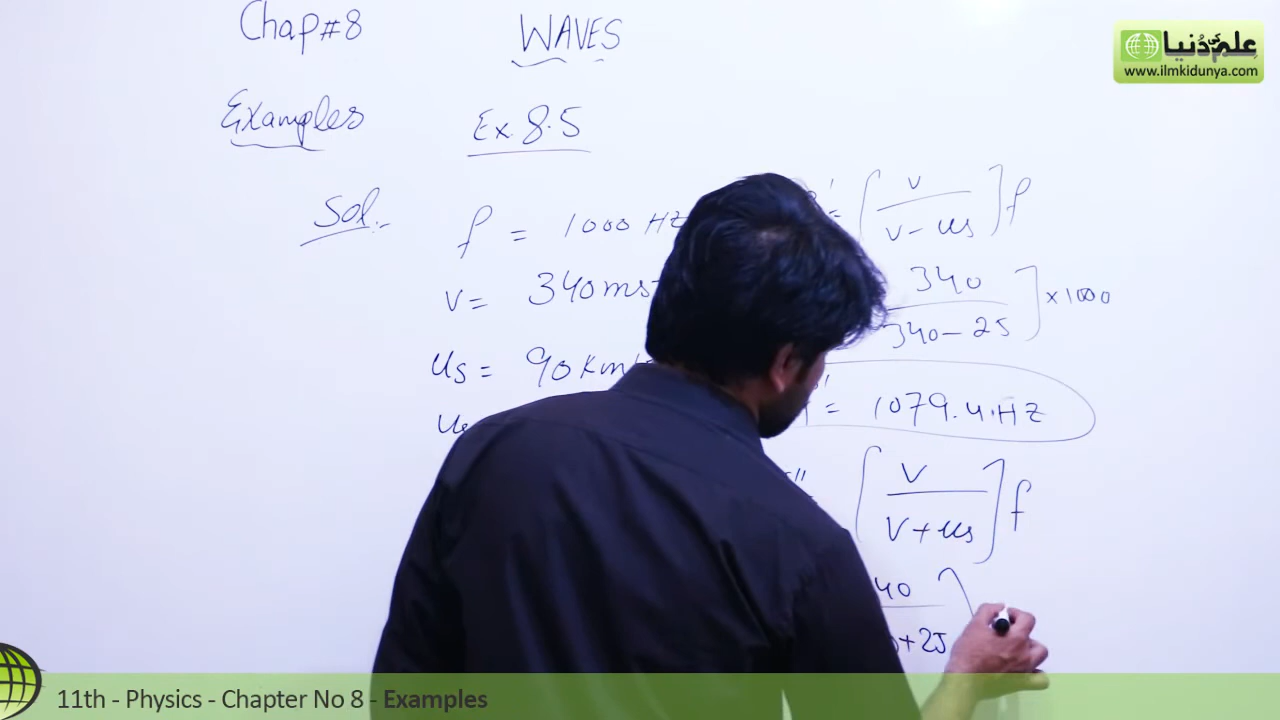 Chap#8 WAVES
علم کی دنیا
www.ilmkidunya.com
Examples Ex. 8.5
Sol:-
f = 1000 HZ
v = 340 ms
us = 90 Km
u
' = [ v / v - us ] f
340 / 340 - 25 ] x 1000
' = 1079.4 HZ
'' [ v / v + us ] f
40
+ 25
11th - Physics - Chapter No 8 - Examples